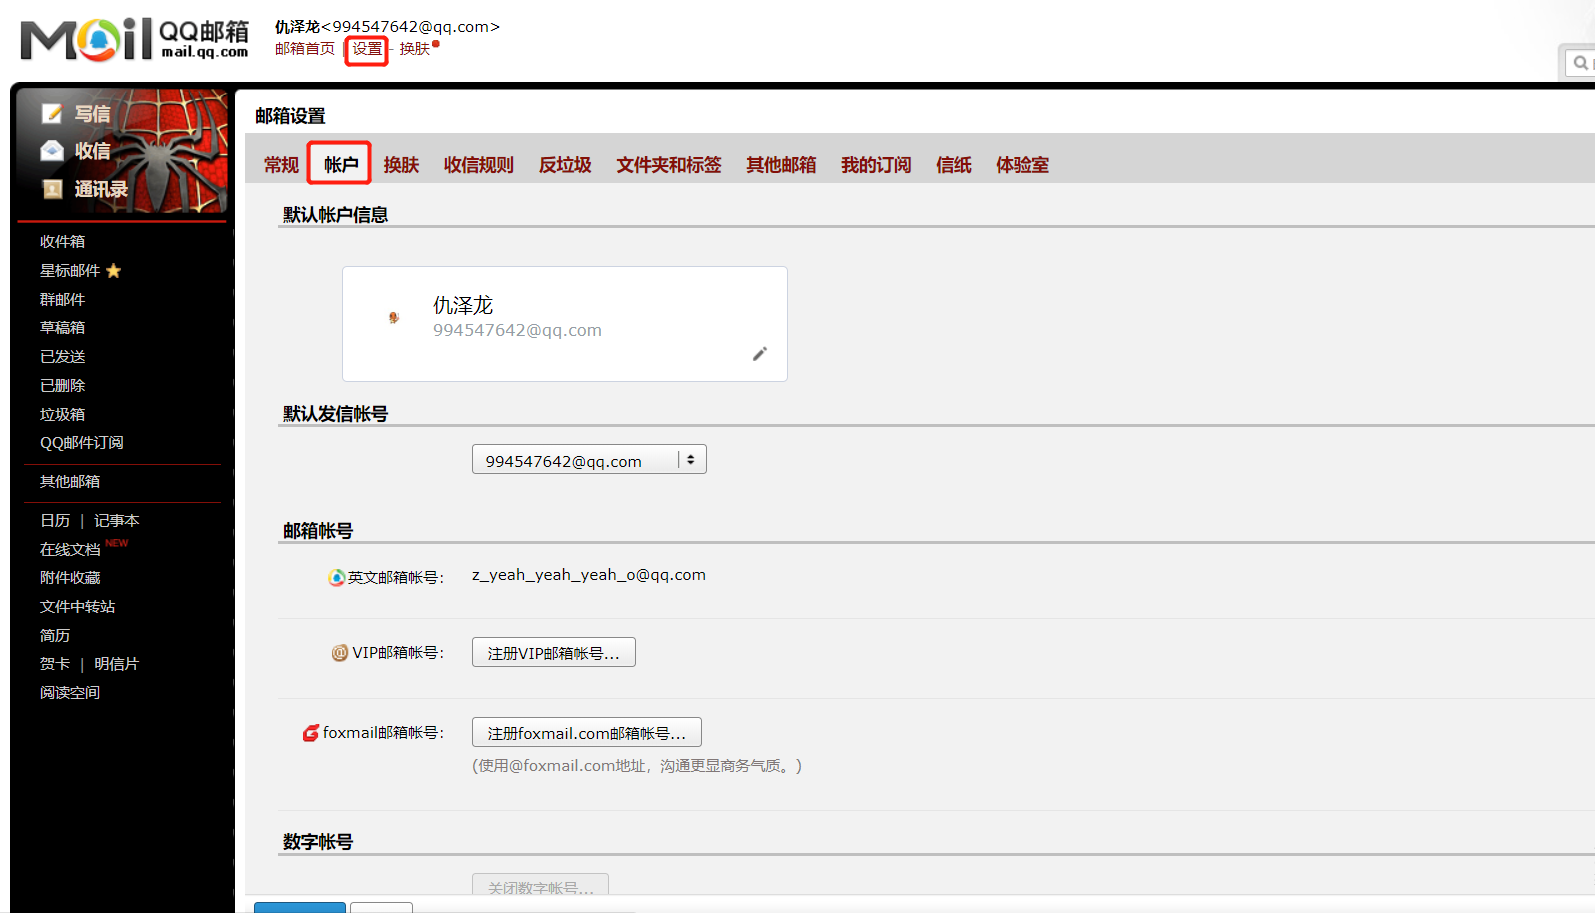 Mail QQ邮箱
mail.qq.com
仇泽龙<994547642@qq.com>
邮箱首页 | 设置 - 换肤
写信
收信
通讯录
收件箱
星标邮件
群邮件
草稿箱
已发送
已删除
垃圾箱
QQ邮件订阅
其他邮箱
日历 | 记事本
在线文档 NEW
附件收藏
文件中转站
简历
贺卡 | 明信片
阅读空间
邮箱设置
常规 帐户 换肤 收信规则 反垃圾 文件夹和标签 其他邮箱 我的订阅 信纸 体验室
默认帐户信息
仇泽龙
994547642@qq.com
默认发信帐号
994547642@qq.com
邮箱帐号
英文邮箱帐号： z_yeah_yeah_yeah_o@qq.com
VIP邮箱帐号： 注册VIP邮箱帐号...
foxmail邮箱帐号： 注册foxmail.com邮箱帐号...
(使用@foxmail.com地址，沟通更显商务气质。)
数字帐号
关闭数字帐号...